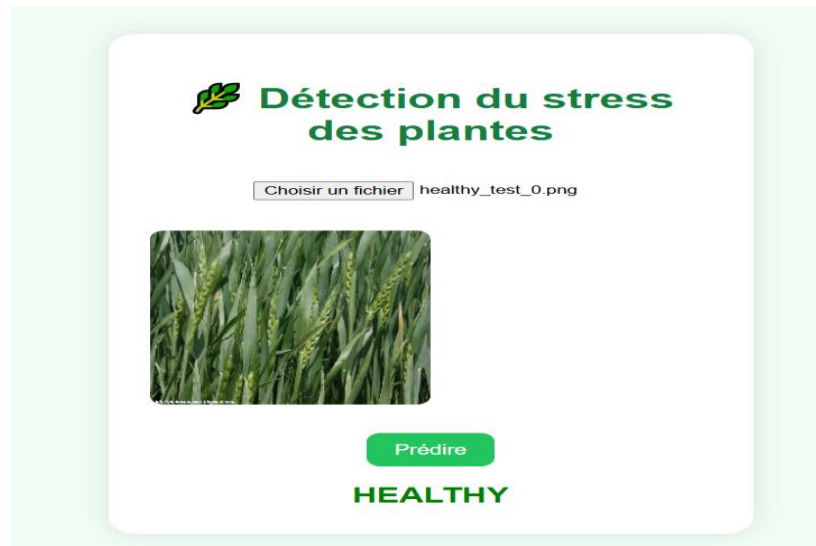 Détection du stress
des plantes
Choisir un fichier healthy_test_0.png
Prédire
HEALTHY